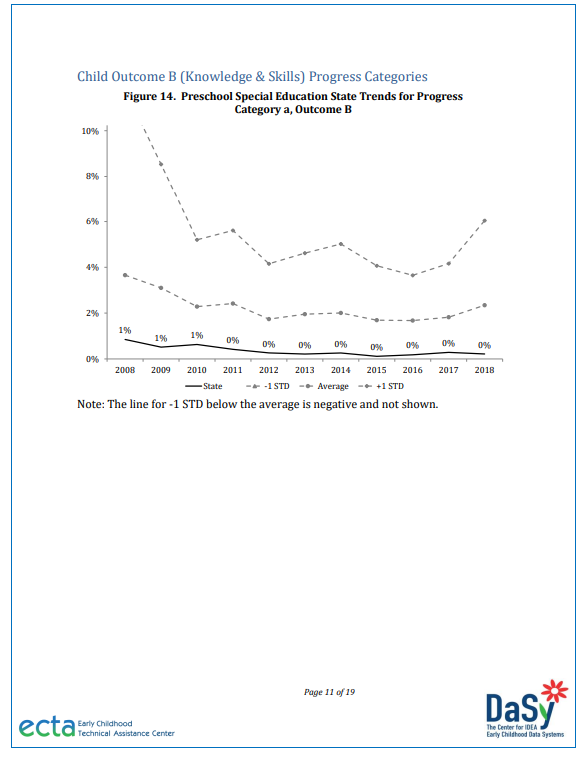 Child Outcome B (Knowledge & Skills) Progress Categories
Figure 14. Preschool Special Education State Trends for Progress
Category a, Outcome B
10%
8%
6%
4%
2%
0%
1%
1%
1%
0%
0%
0%
0%
0%
0%
0%
0%
2008 2009 2010 2011 2012 2013 2014 2015 2016 2017 2018
State -1 STD Average +1 STD
Note: The line for -1 STD below the average is negative and not shown.
Page 11 of 19
ecta Early Childhood
Technical Assistance Center
DaSy
The Center for IDEA
Early Childhood Data Systems